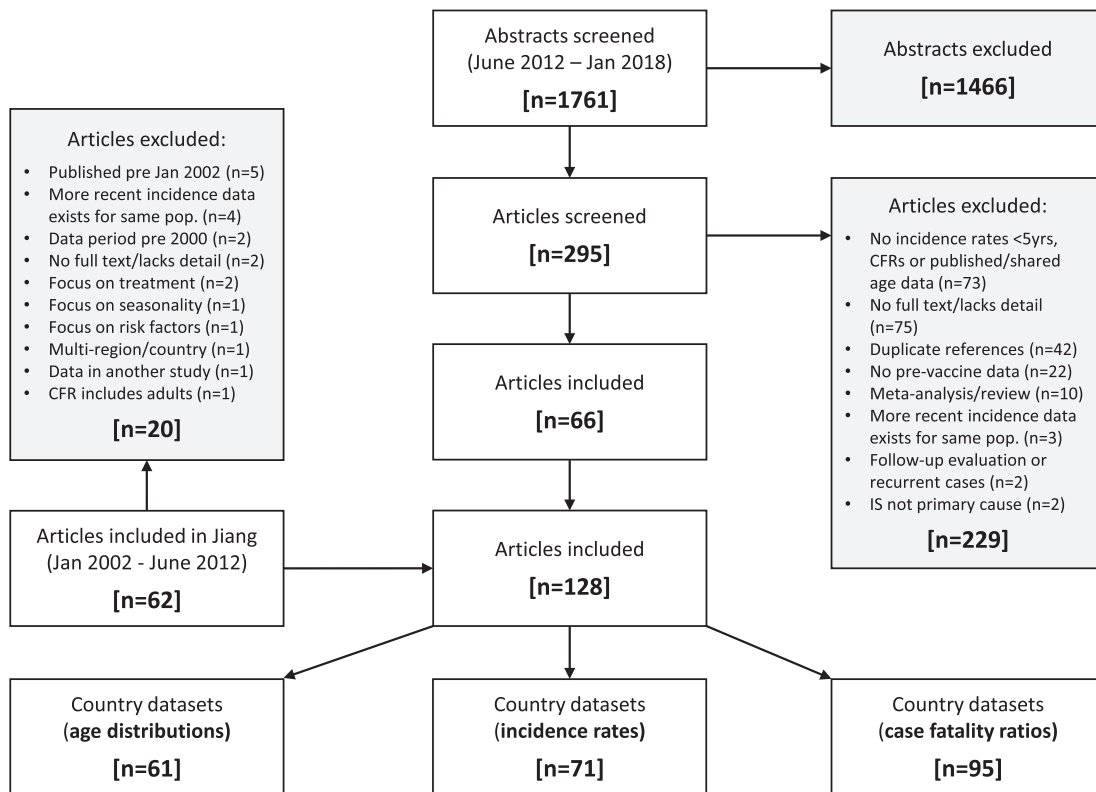 Abstracts screened
(June 2012 – Jan 2018)
[n=1761]
Abstracts excluded
[n=1466]
Articles excluded:
• Published pre Jan 2002 (n=5)
• More recent incidence data
exists for same pop. (n=4)
• Data period pre 2000 (n=2)
• No full text/lacks detail (n=2)
• Focus on treatment (n=2)
• Focus on seasonality (n=1)
• Focus on risk factors (n=1)
• Multi-region/country (n=1)
• Data in another study (n=1)
• CFR includes adults (n=1)
[n=20]
Articles screened
[n=295]
Articles excluded:
• No incidence rates <5yrs,
CFRs or published/shared
age data (n=73)
• No full text/lacks detail
(n=75)
• Duplicate references (n=42)
• No pre-vaccine data (n=22)
• Meta-analysis/review (n=10)
• More recent incidence data
exists for same pop. (n=3)
• Follow-up evaluation or
recurrent cases (n=2)
• IS not primary cause (n=2)
[n=229]
Articles included
[n=66]
Articles included in Jiang
(Jan 2002 - June 2012)
[n=62]
Articles included
[n=128]
Country datasets
(age distributions)
[n=61]
Country datasets
(incidence rates)
[n=71]
Country datasets
(case fatality ratios)
[n=95]